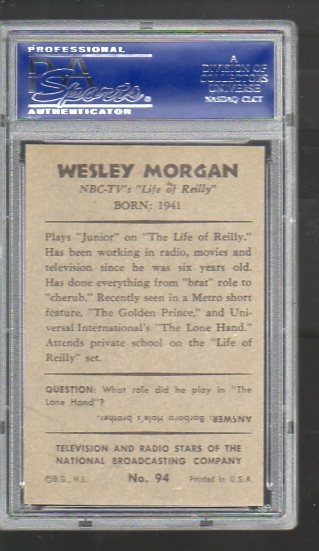 PROFESSIONAL
PSA
Sports®
AUTHENTICATOR
A
DIVISION OF
COLLECTORS
UNIVERSE
NASDAQ: CLCT
WESLEY MORGAN
NBC-TV's "Life of Reilly"
BORN: 1941
Plays "Junior" on "The Life of Reilly."
Has been working in radio, movies and
television since he was six years old.
Has done everything from "brat" role to
"cherub." Recently seen in a Metro short
feature, "The Golden Prince," and Uni-
versal International's "The Lone Hand."
Attends private school on the "Life of
Reilly" set.
QUESTION: What role did he play in "The
Lone Hand"?
ANSWER: Barbara Hale's brother.
TELEVISION AND RADIO STARS OF THE
NATIONAL BROADCASTING COMPANY
©B.G., H.L. No. 94 Printed in U.S.A.